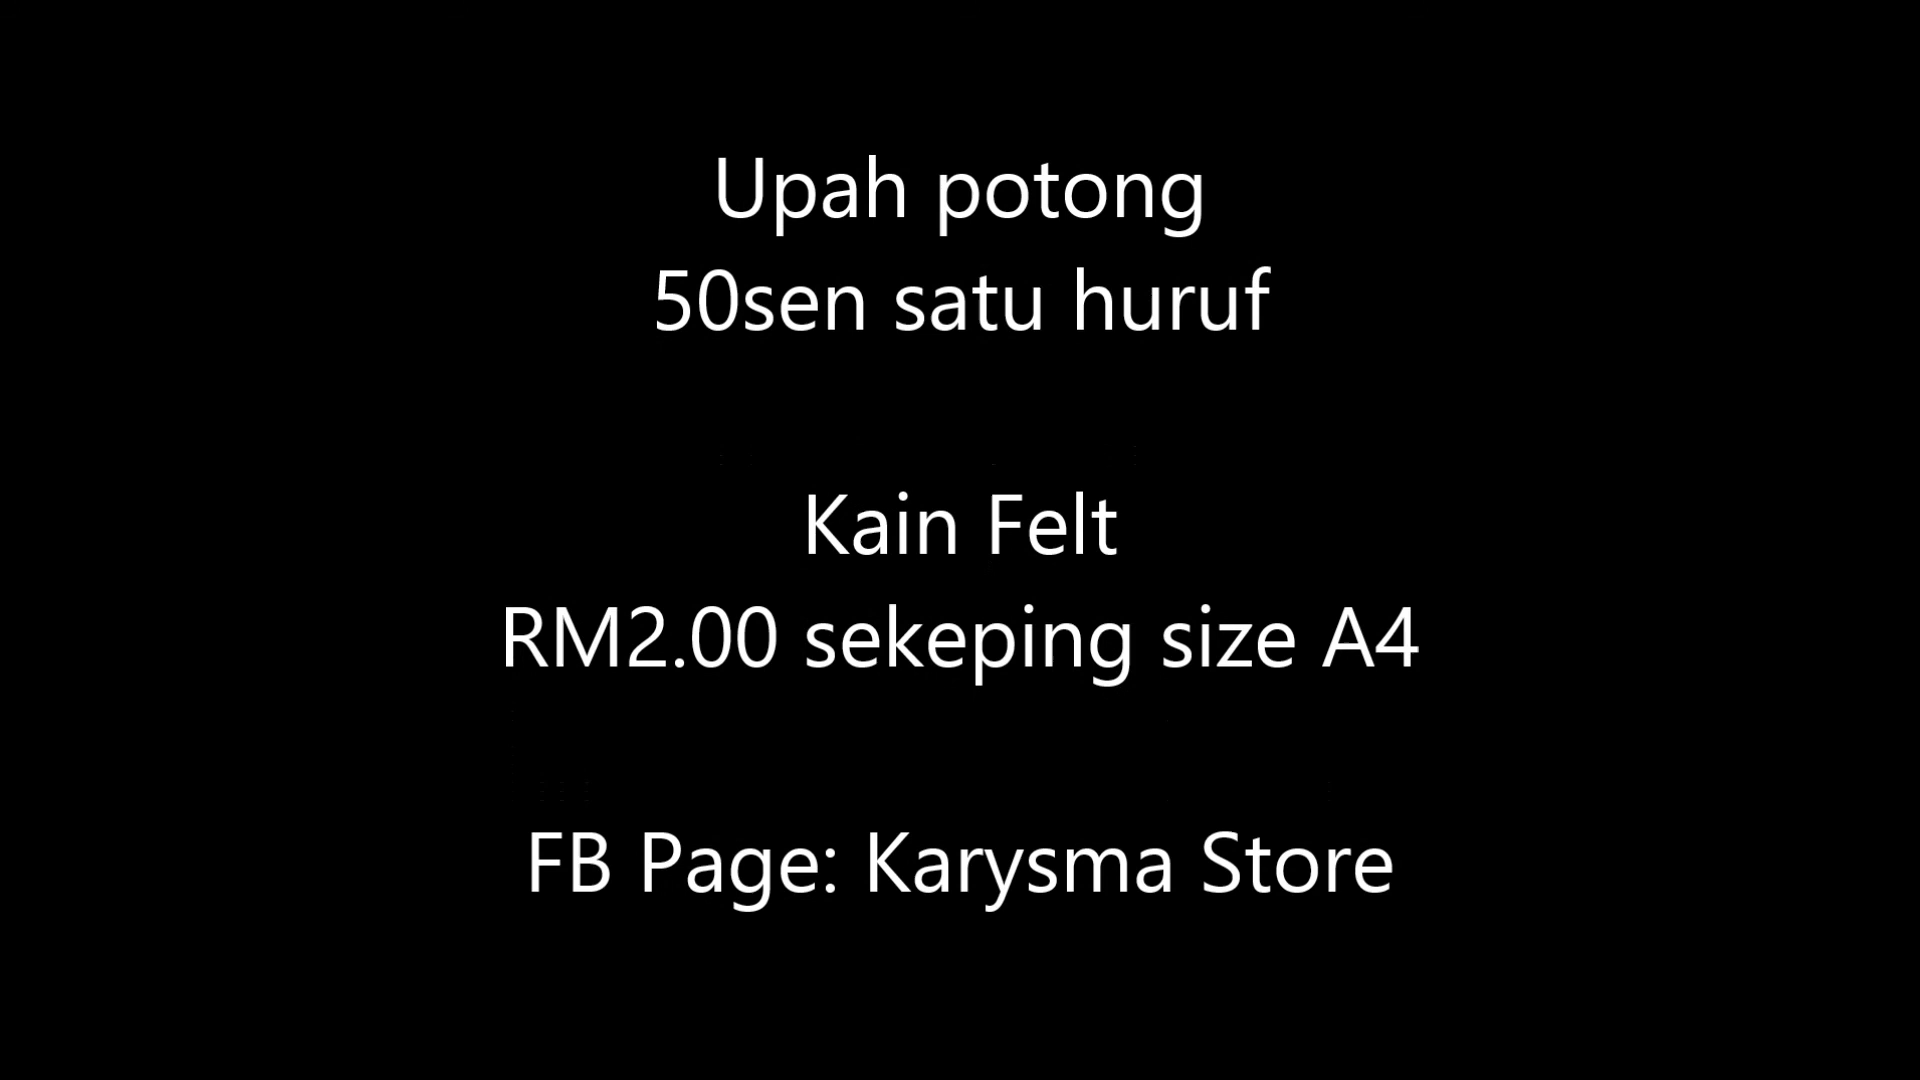 Upah potong
50sen satu huruf
Kain Felt
RM2.00 sekeping size A4
FB Page: Karysma Store